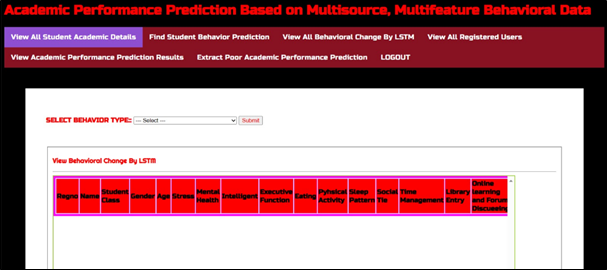 Academic Performance Prediction Based on Multisource, Multifeature Behavioral Data
View All Student Academic Details Find Student Behavior Prediction View All Behavioral Change By LSTM View All Registered Users
View Academic Performance Prediction Results Extract Poor Academic Performance Prediction LOGOUT
SELECT BEHAVIOR TYPE:: --- Select --- Submit
View Behavioral Change By LSTM
Regno Name Student Class Gender Age Stress Mental Health Intelligent Executive Function Eating Pyhsical Activity Sleep Pattern Social Tie Time Management Library Entry Online Learning and Forum